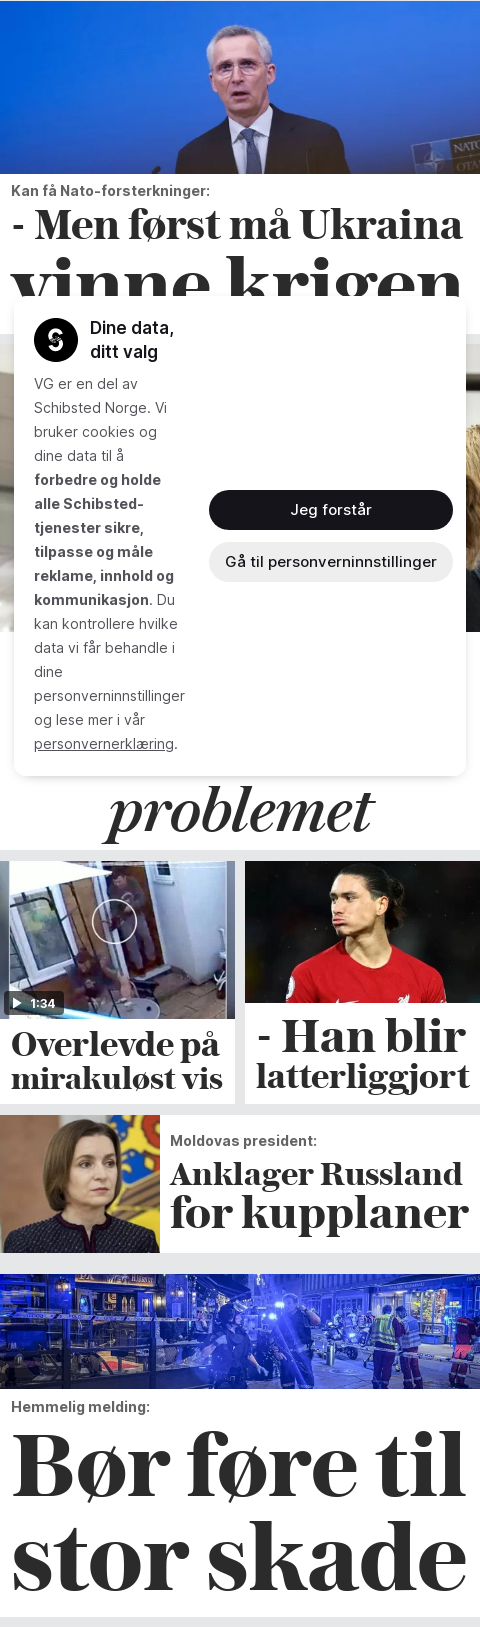 NATO
OTAN
Kan få Nato-forsterkninger:
- Men først må Ukraina
vinne krigen
Dine data,
ditt valg
VG er en del av
Schibsted Norge. Vi
bruker cookies og
dine data til å
forbedre og holde
alle Schibsted-
tjenester sikre,
tilpasse og måle
reklame, innhold og
kommunikasjon. Du
kan kontrollere hvilke
data vi får behandle i
dine
personverninnstillinger
og lese mer i vår
personvernerklæring.
Jeg forstår
Gå til personverninnstillinger
problemet
1:34
Overlevde på
mirakuløst vis
- Han blir
latterliggjort
Moldovas president:
Anklager Russland
for kupplaner
Hemmelig melding:
Bør føre til
stor skade